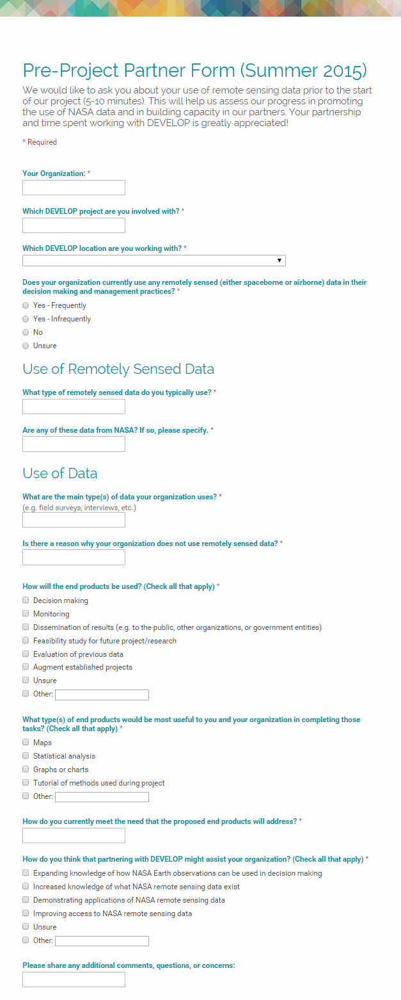 Pre-Project Partner Form (Summer 2015)
We would like to ask you about your use of remote sensing data prior to the start
of our project (5-10 minutes). This will help us assess our progress in promoting
the use of NASA data and in building capacity in our partners. Your partnership
and time spent working with DEVELOP is greatly appreciated!
* Required
Your Organization: *
Which DEVELOP project are you involved with? *
Which DEVELOP location are you working with? *
Does your organization currently use any remotely sensed (either spaceborne or airborne) data in their
decision making and management practices? *
Yes - Frequently
Yes - Infrequently
No
Unsure
Use of Remotely Sensed Data
What type of remotely sensed data do you typically use? *
Are any of these data from NASA? If so, please specify. *
Use of Data
What are the main type(s) of data your organization uses? *
(e.g. field surveys, interviews, etc.)
Is there a reason why your organization does not use remotely sensed data? *
How will the end products be used? (Check all that apply) *
Decision making
Monitoring
Dissemination of results (e.g. to the public, other organizations, or government entities)
Feasibility study for future project/research
Evaluation of previous data
Augment established projects
Unsure
Other:
What type(s) of end products would be most useful to you and your organization in completing those
tasks? (Check all that apply) *
Maps
Statistical analysis
Graphs or charts
Tutorial of methods used during project
Other:
How do you currently meet the need that the proposed end products will address? *
How do you think that partnering with DEVELOP might assist your organization? (Check all that apply) *
Expanding knowledge of how NASA Earth observations can be used in decision making
Increased knowledge of what NASA remote sensing data exist
Demonstrating applications of NASA remote sensing data
Improving access to NASA remote sensing data
Unsure
Other:
Please share any additional comments, questions, or concerns: